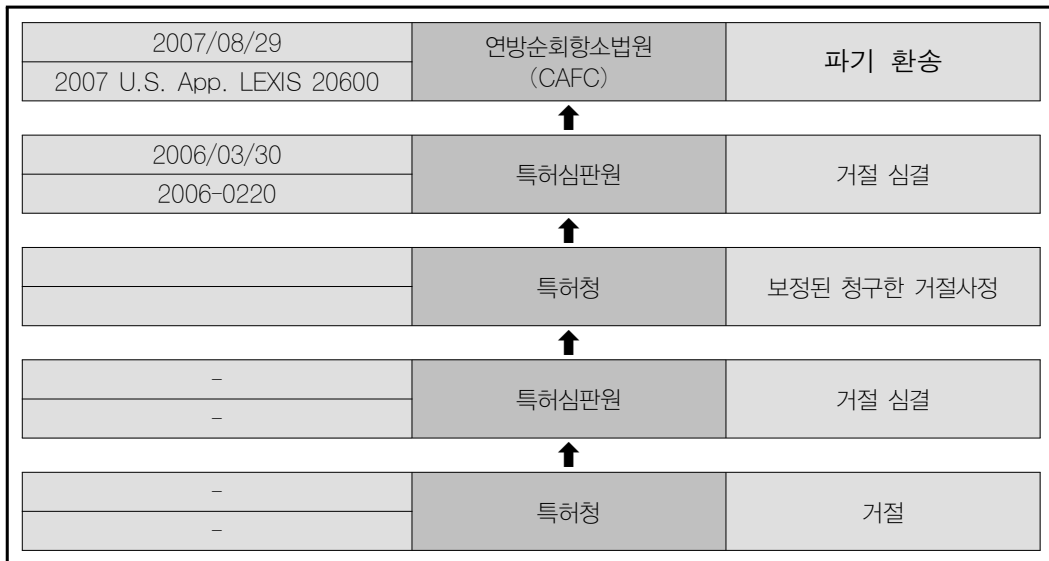 2007/08/29
2007 U.S. App. LEXIS 20600
연방순회항소법원
(CAFC)
파기 환송
2006/03/30
2006-0220
특허심판원
거절 심결
특허청
보정된 청구한 거절사정
-
-
특허심판원
거절 심결
-
-
특허청
거절